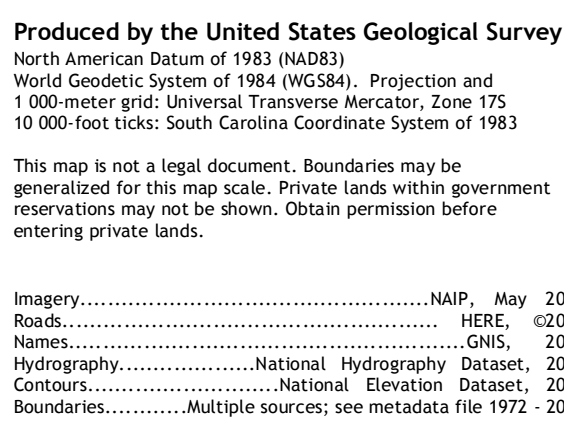 Produced by the United States Geological Survey
North American Datum of 1983 (NAD83)
World Geodetic System of 1984 (WGS84). Projection and
1 000-meter grid: Universal Transverse Mercator, Zone 17S
10 000-foot ticks: South Carolina Coordinate System of 1983
This map is not a legal document. Boundaries may be
generalized for this map scale. Private lands within government
reservations may not be shown. Obtain permission before
entering private lands.
Imagery..................................................NAIP, May 20
Roads...................................................... HERE, ©20
Names.........................................................GNIS, 20
Hydrography....................National Hydrography Dataset, 20
Contours............................National Elevation Dataset, 20
Boundaries............Multiple sources; see metadata file 1972 - 20